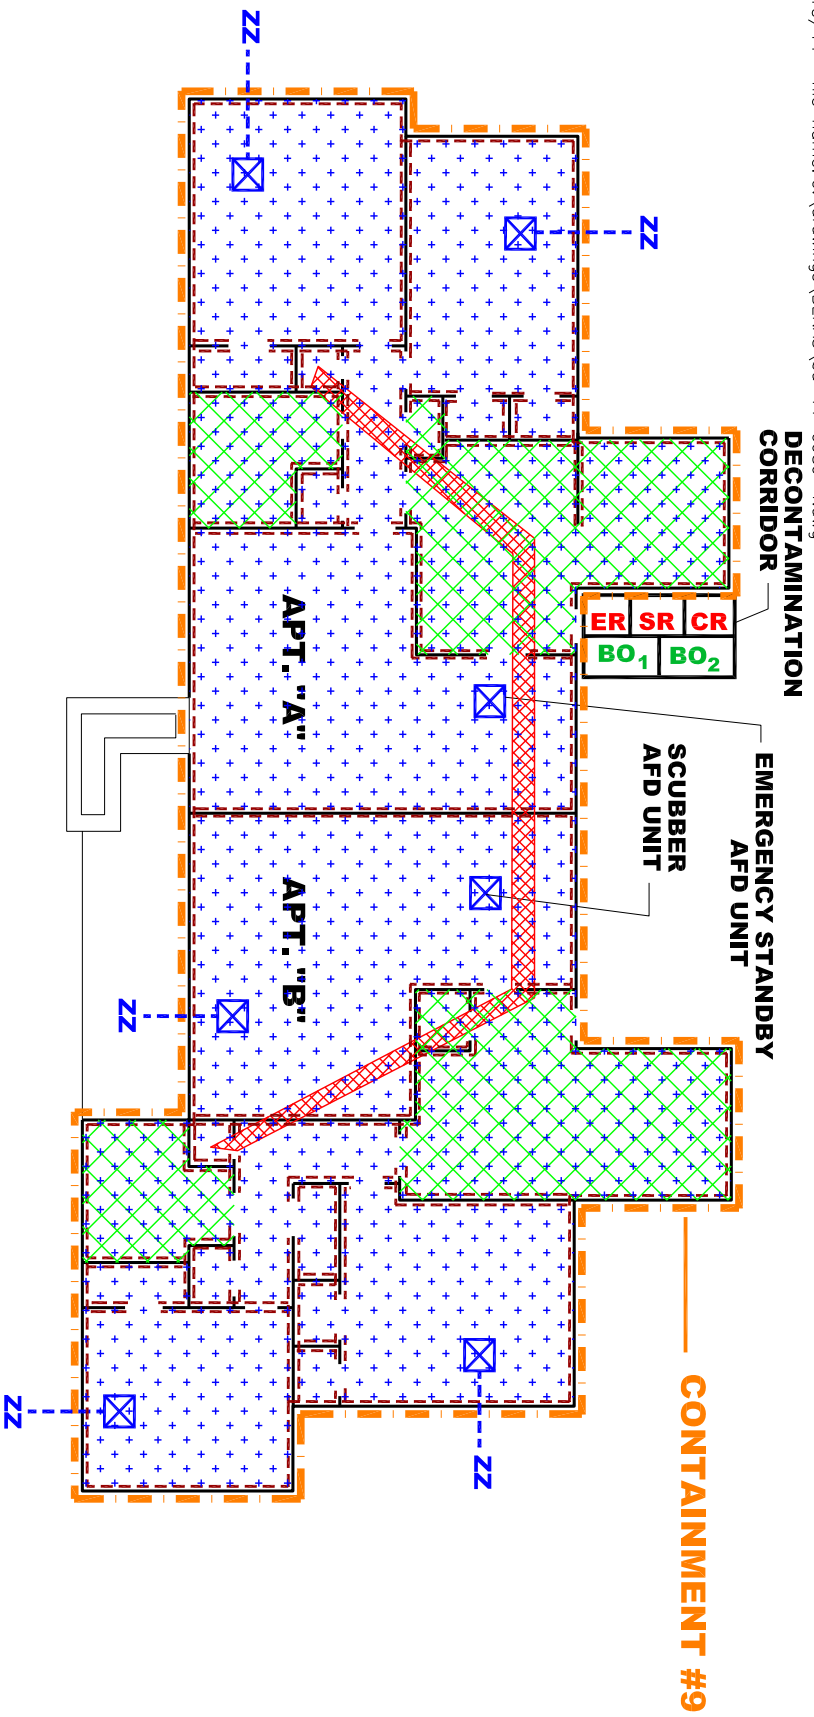 ZZ
ZZ
DECONTAMINATION
CORRIDOR
ER SR CR
BO1 BO2
APT. "A"
EMERGENCY STANDBY
AFD UNIT
SCUBBER
AFD UNIT
APT. "B"
ZZ
ZZ
ZZ
CONTAINMENT #9